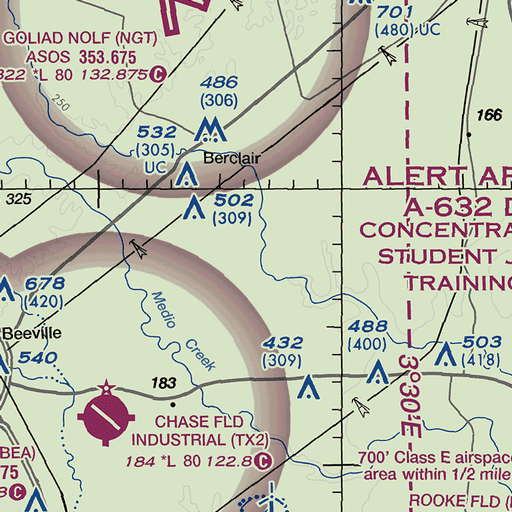 GOLIAD NOLF (NGT)
ASOS 353.675
*L 80 132.875 C
250
701
(480) UC
486
(306)
166
532
(305)
UC
Berclair
ALERT
A-632
CONCENTRA
STUDENT J
TRAINING
325
502
(309)
678
(420)
Medio Creek
Beeville
540
432
(309)
488
(400)
503
(418)
3°30'E
183
CHASE FLD
INDUSTRIAL (TX2)
184 *L 80 122.8 C
BEA)
75
C
700' Class E airspace
area within 1/2 mile
ROOKE FLD